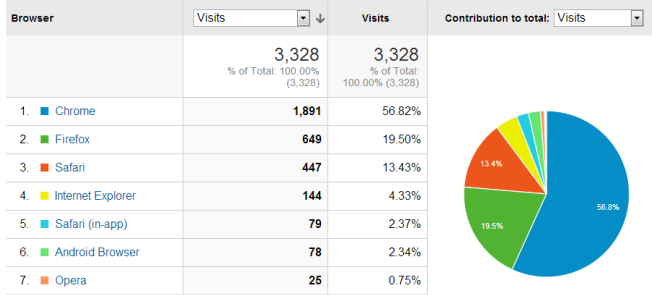 Browser Visits Visits Contribution to total: Visits
3,328 3,328
% of Total: 100.00% % of Total:
(3,328) 100.00% (3,328)
1. Chrome 1,891 56.82%
2. Firefox 649 19.50%
3. Safari 447 13.43%
4. Internet Explorer 144 4.33%
5. Safari (in-app) 79 2.37%
6. Android Browser 78 2.34%
7. Opera 25 0.75%
13.4%
56.8%
19.5%